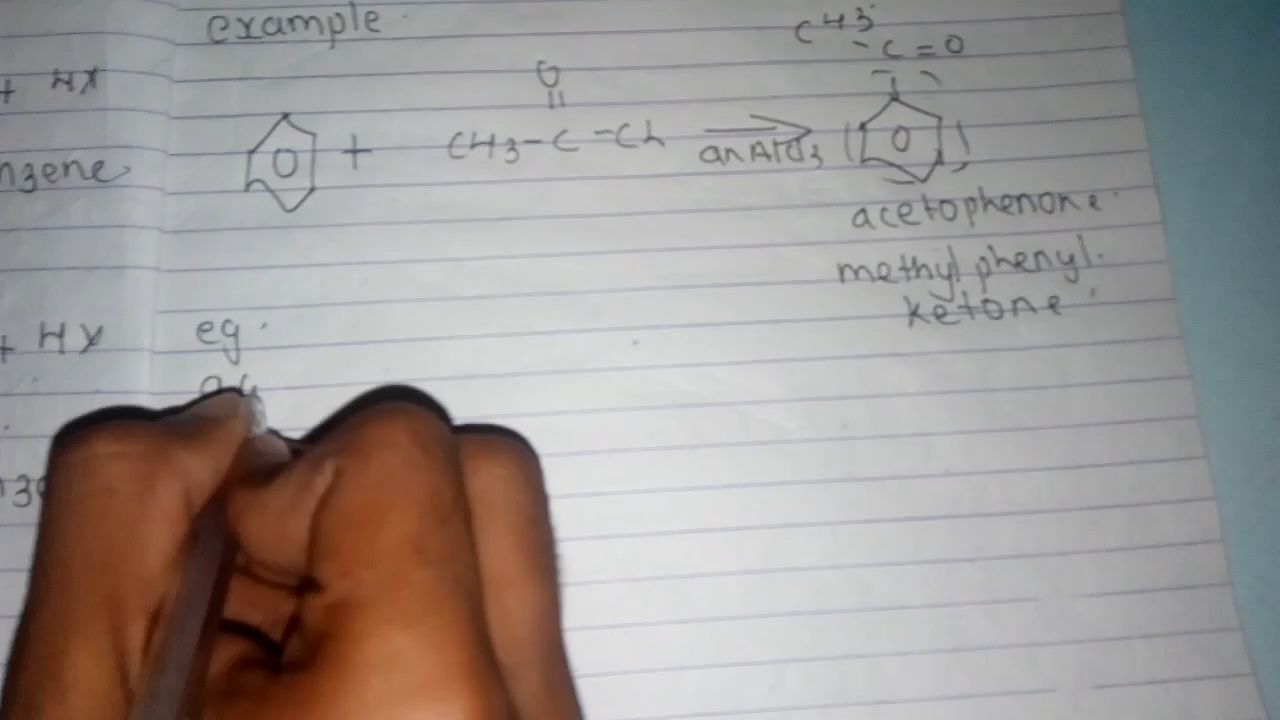 example
CH3
-C=O
+ HX
O
+ CH3-C-Cl anAlCl3
nzene
acetophenone
methyl phenyl
ketone
+ HX eg.